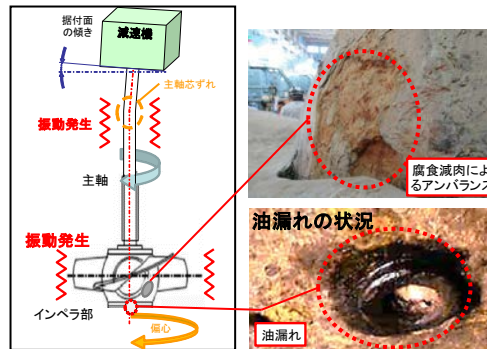 据付面
の傾き
減速機
主軸芯ずれ
振動発生
主軸
振動発生
インペラ部
偏心
腐食減肉によ
るアンバランス
油漏れの状況
油漏れ